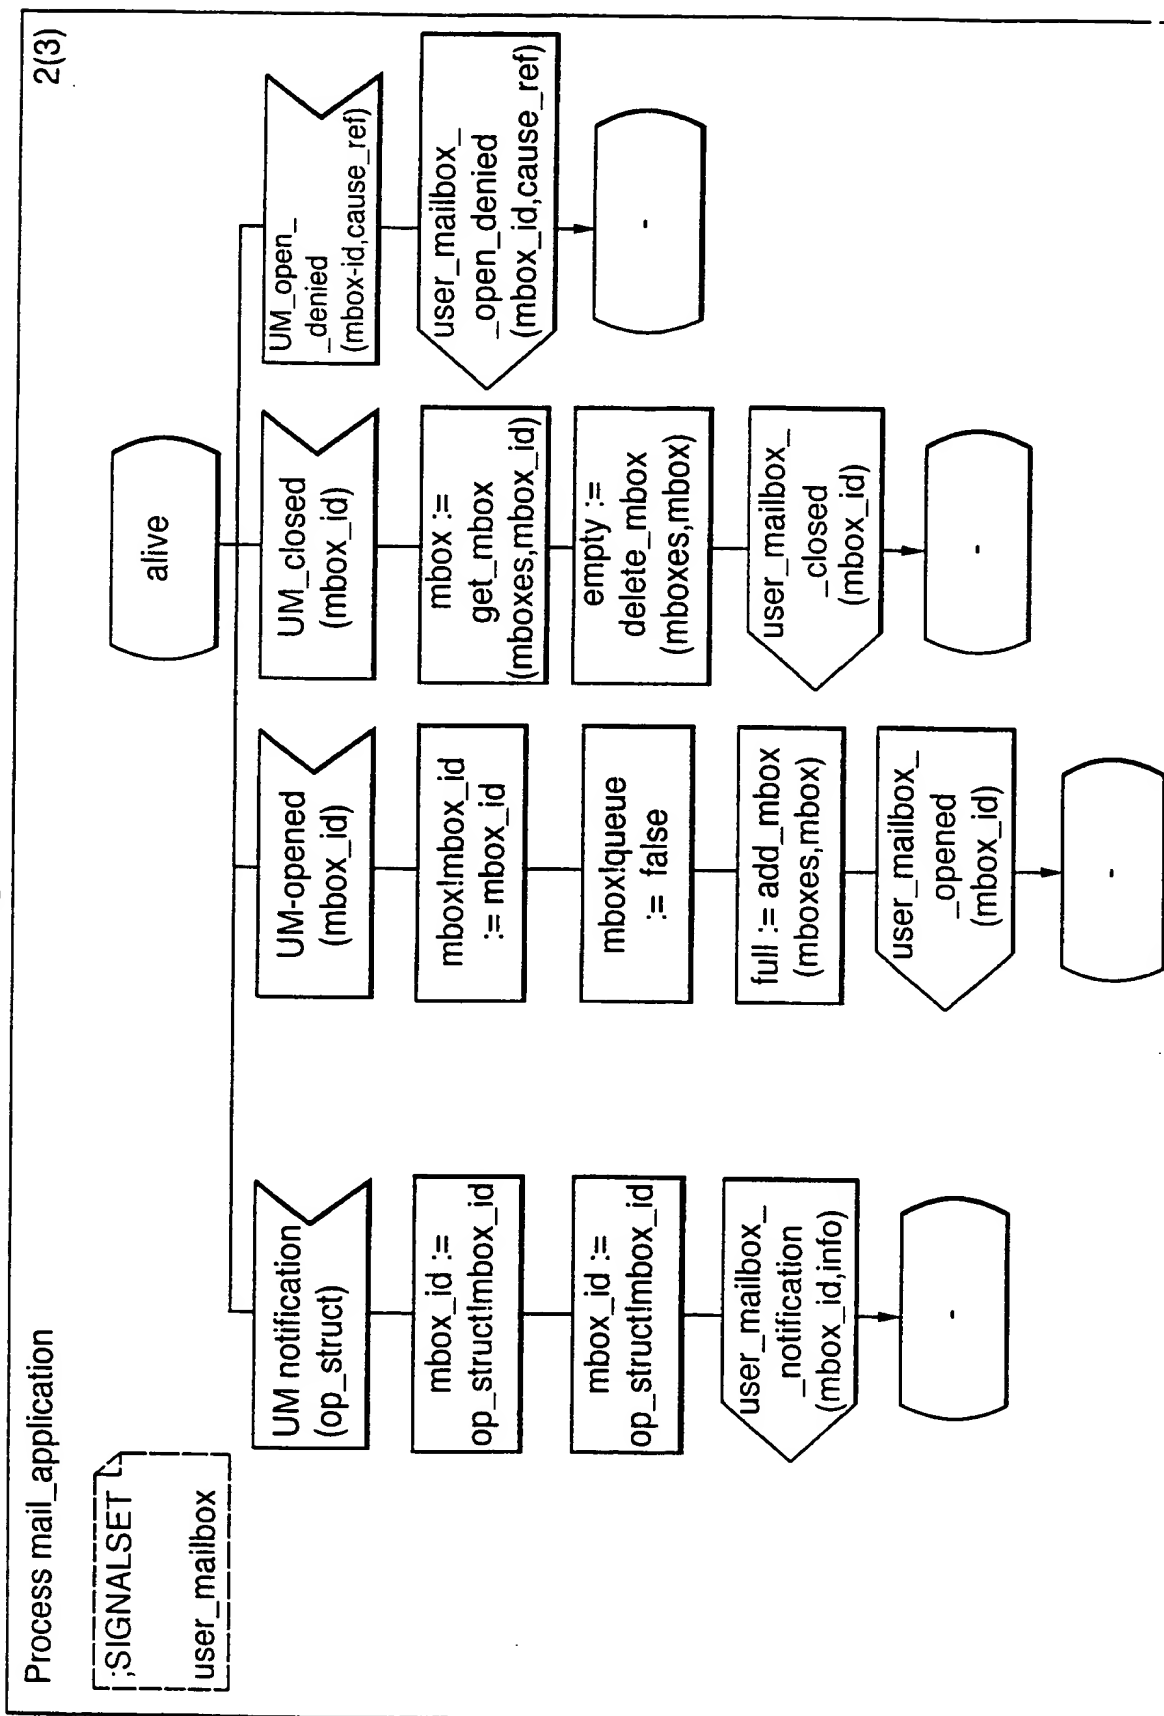 Process mail_application
2(3)
;SIGNALSET
user_mailbox
alive
UM notification
(op_struct)
mbox_id :=
op_struct!mbox_id
mbox_id :=
op_struct!mbox_id
user_mailbox_
_notification
(mbox_id,info)
-
UM-opened
(mbox_id)
mbox!mbox_id
:= mbox_id
mbox!queue
:= false
full := add_mbox
(mboxes,mbox)
user_mailbox_
_opened
(mbox_id)
-
UM_closed
(mbox_id)
mbox :=
get_mbox
(mboxes,mbox_id)
empty :=
delete_mbox
(mboxes,mbox)
user_mailbox_
_closed
(mbox_id)
-
UM_open_
_denied
(mbox-id,cause_ref)
user_mailbox_
_open_denied
(mbox_id,cause_ref)
-